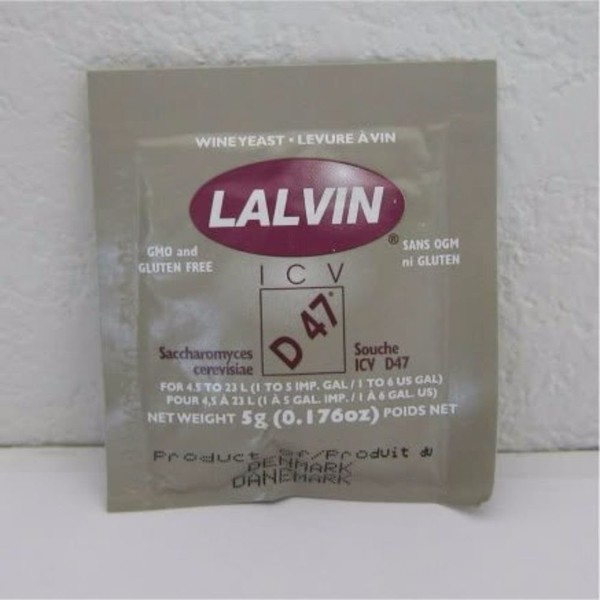 WINE YEAST • LEVURE À VIN
LALVIN®
GMO and
GLUTEN FREE
SANS OGM
ni GLUTEN
ICV
D47®
Saccharomyces
cerevisiae
Souche
ICV D47
FOR 4.5 TO 23 L (1 TO 5 IMP. GAL / 1 TO 6 US GAL)
POUR 4,5 À 23 L (1 À 5 GAL. IMP. / 1 À 6 GAL. US)
NET WEIGHT 5g (0.176oz) POIDS NET
Product of/Produit du
DENMARK
DANEMARK